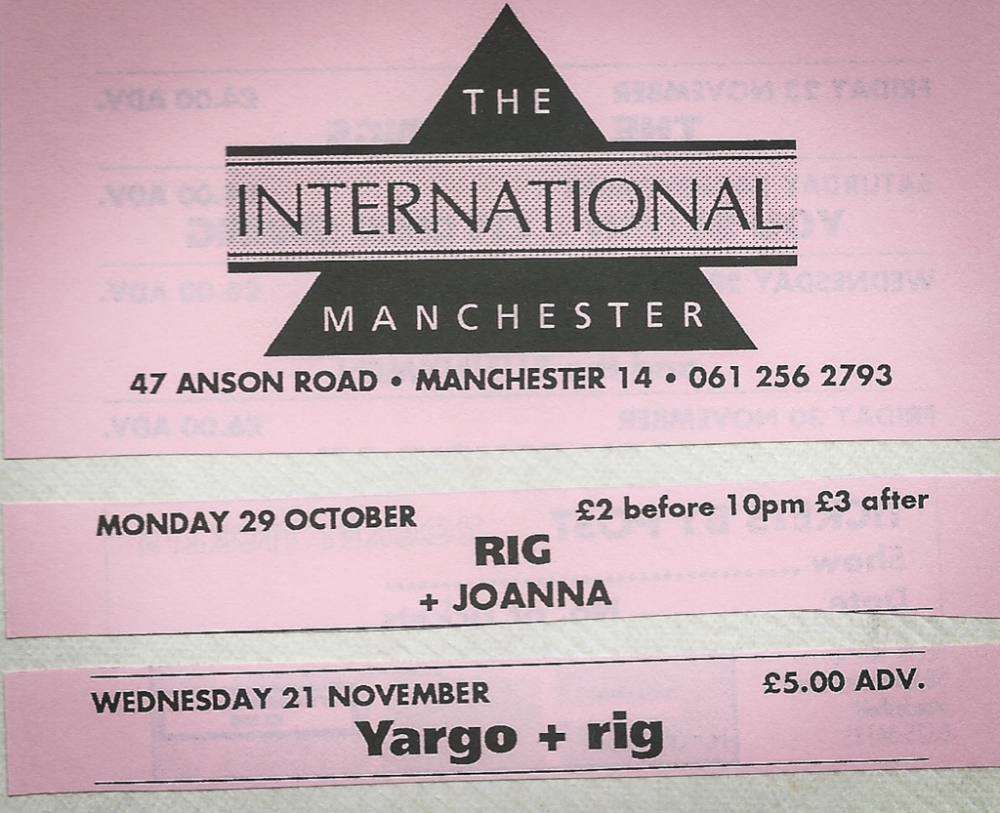 THE
INTERNATIONAL
MANCHESTER
47 ANSON ROAD • MANCHESTER 14 • 061 256 2793
MONDAY 29 OCTOBER £2 before 10pm £3 after
RIG
+ JOANNA
WEDNESDAY 21 NOVEMBER £5.00 ADV.
Yargo + rig